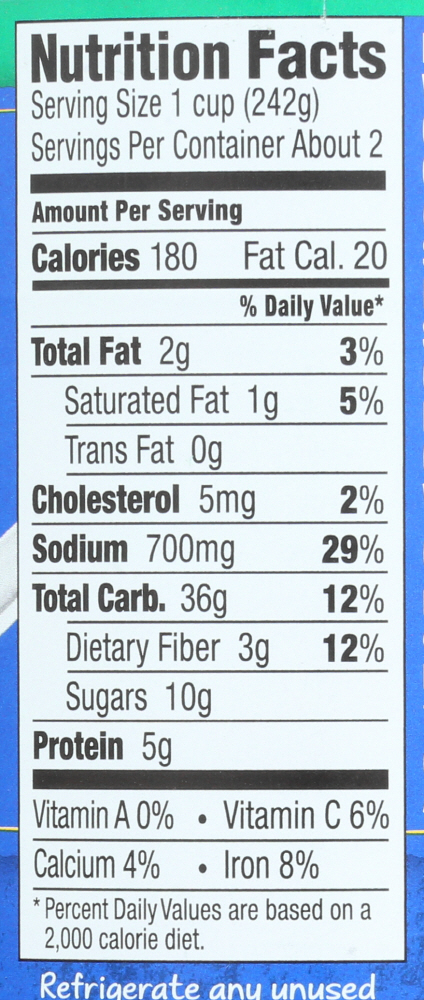 Nutrition Facts
Serving Size 1 cup (242g)
Servings Per Container About 2
Amount Per Serving
Calories 180 Fat Cal. 20
% Daily Value*
Total Fat 2g 3%
Saturated Fat 1g 5%
Trans Fat 0g
Cholesterol 5mg 2%
Sodium 700mg 29%
Total Carb. 36g 12%
Dietary Fiber 3g 12%
Sugars 10g
Protein 5g
Vitamin A 0% • Vitamin C 6%
Calcium 4% • Iron 8%
* Percent Daily Values are based on a
2,000 calorie diet.
Refrigerate any unused